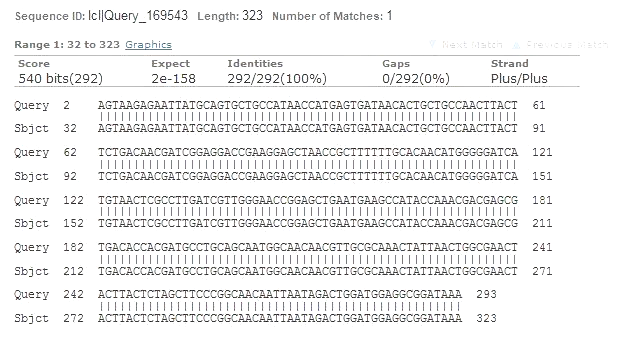 Sequence ID: lcl|Query_169543 Length: 323 Number of Matches: 1
Range 1: 32 to 323 Graphics Next Match Previous Match
Score Expect Identities Gaps Strand
540 bits(292) 2e-158 292/292(100%) 0/292(0%) Plus/Plus
Query 2 AGTAAGAGAATTATGCAGTGCTGCCATAACCATGAGTGATAACACTGCTGCCAACTTACT 61
Sbjct 32 AGTAAGAGAATTATGCAGTGCTGCCATAACCATGAGTGATAACACTGCTGCCAACTTACT 91
Query 62 TCTGACAACGATCGGAGGACCGAAGGAGCTAACCGCTTTTTTGCACAACATGGGGGATCA 121
Sbjct 92 TCTGACAACGATCGGAGGACCGAAGGAGCTAACCGCTTTTTTGCACAACATGGGGGATCA 151
Query 122 TGTAACTCGCCTTGATCGTTGGGAACCGGAGCTGAATGAAGCCATACCAAACGACGAGCG 181
Sbjct 152 TGTAACTCGCCTTGATCGTTGGGAACCGGAGCTGAATGAAGCCATACCAAACGACGAGCG 211
Query 182 TGACACCACGATGCCTGCAGCAATGGCAACAACGTTGCGCAAACTATTAACTGGCGAACT 241
Sbjct 212 TGACACCACGATGCCTGCAGCAATGGCAACAACGTTGCGCAAACTATTAACTGGCGAACT 271
Query 242 ACTTACTCTAGCTTCCCGGCAACAATTAATAGACTGGATGGAGGCGGATAAA 293
Sbjct 272 ACTTACTCTAGCTTCCCGGCAACAATTAATAGACTGGATGGAGGCGGATAAA 323